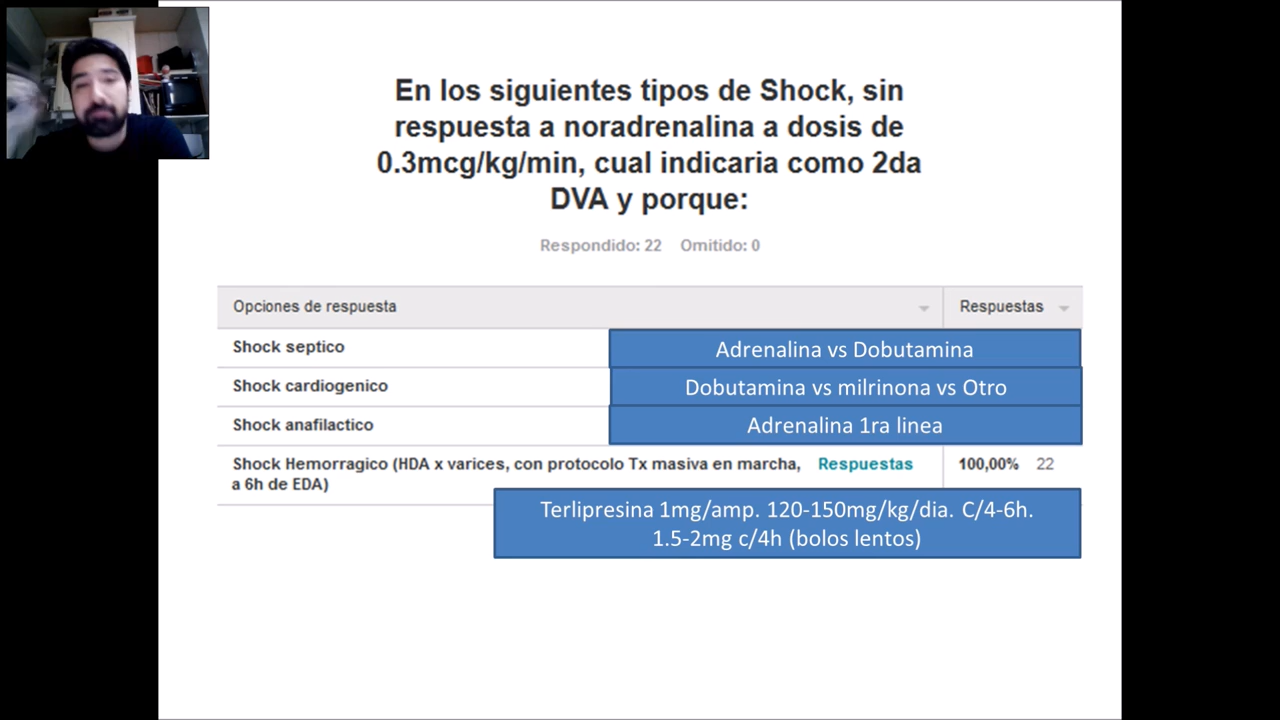 En los siguientes tipos de Shock, sin
respuesta a noradrenalina a dosis de
0.3mcg/kg/min, cual indicaria como 2da
DVA y porque:
Respondido: 22 Omitido: 0
Opciones de respuesta Respuestas
Shock septico Adrenalina vs Dobutamina
Shock cardiogenico Dobutamina vs milrinona vs Otro
Shock anafilactico Adrenalina 1ra linea
Shock Hemorragico (HDA x varices, con protocolo Tx masiva en marcha, Respuestas 100,00% 22
a 6h de EDA)
Terlipresina 1mg/amp. 120-150mg/kg/dia. C/4-6h.
1.5-2mg c/4h (bolos lentos)